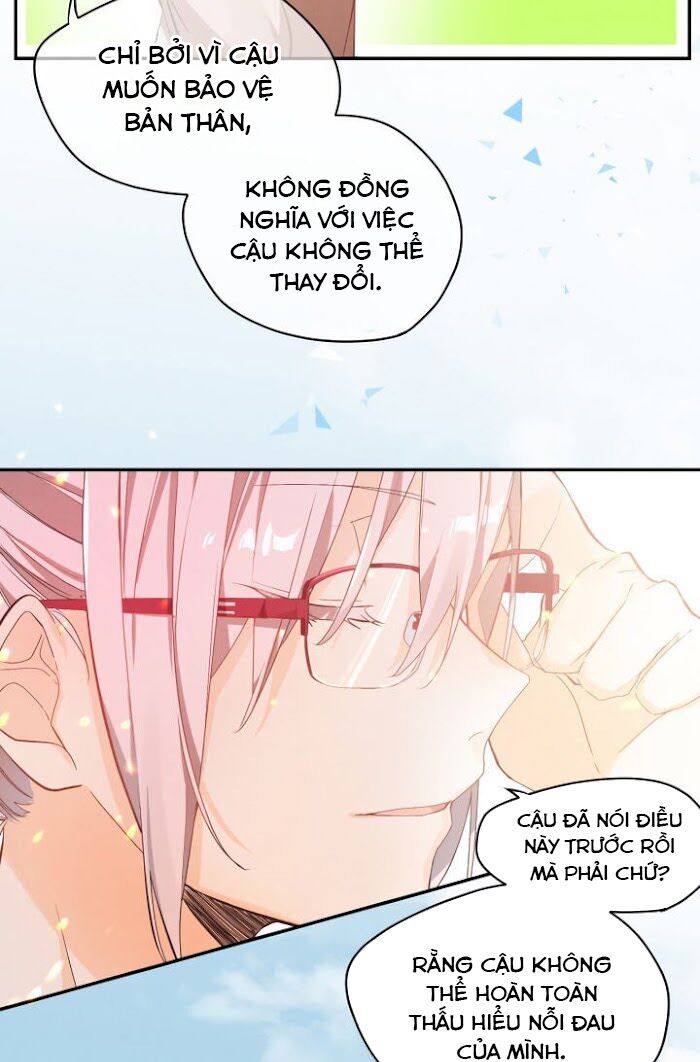 CHỈ BỞI VÌ CẬU
MUỐN BẢO VỆ
BẢN THÂN,
KHÔNG ĐỒNG
NGHĨA VỚI VIỆC
CẬU KHÔNG THỂ
THAY ĐỔI.
CẬU ĐÃ NÓI ĐIỀU
NÀY TRƯỚC RỒI
MÀ PHẢI CHỨ?
RẰNG CẬU KHÔNG
THỂ HOÀN TOÀN
THẤU HIỂU NỖI ĐAU
CỦA MÌNH.